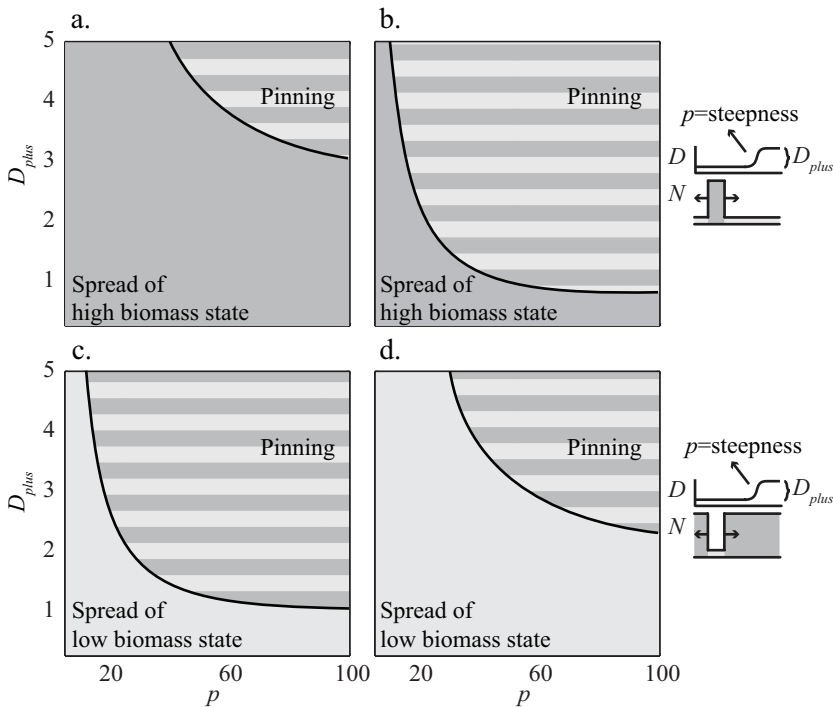 a.
b.
5
4
3
2
1
D_plus
Pinning
Spread of
high biomass state
Pinning
Spread of
high biomass state
p=steepness
D
D_plus
N
c.
d.
5
4
3
2
1
D_plus
Pinning
Spread of
low biomass state
Pinning
Spread of
low biomass state
p=steepness
D
D_plus
N
20
60
100
20
60
100
p
p